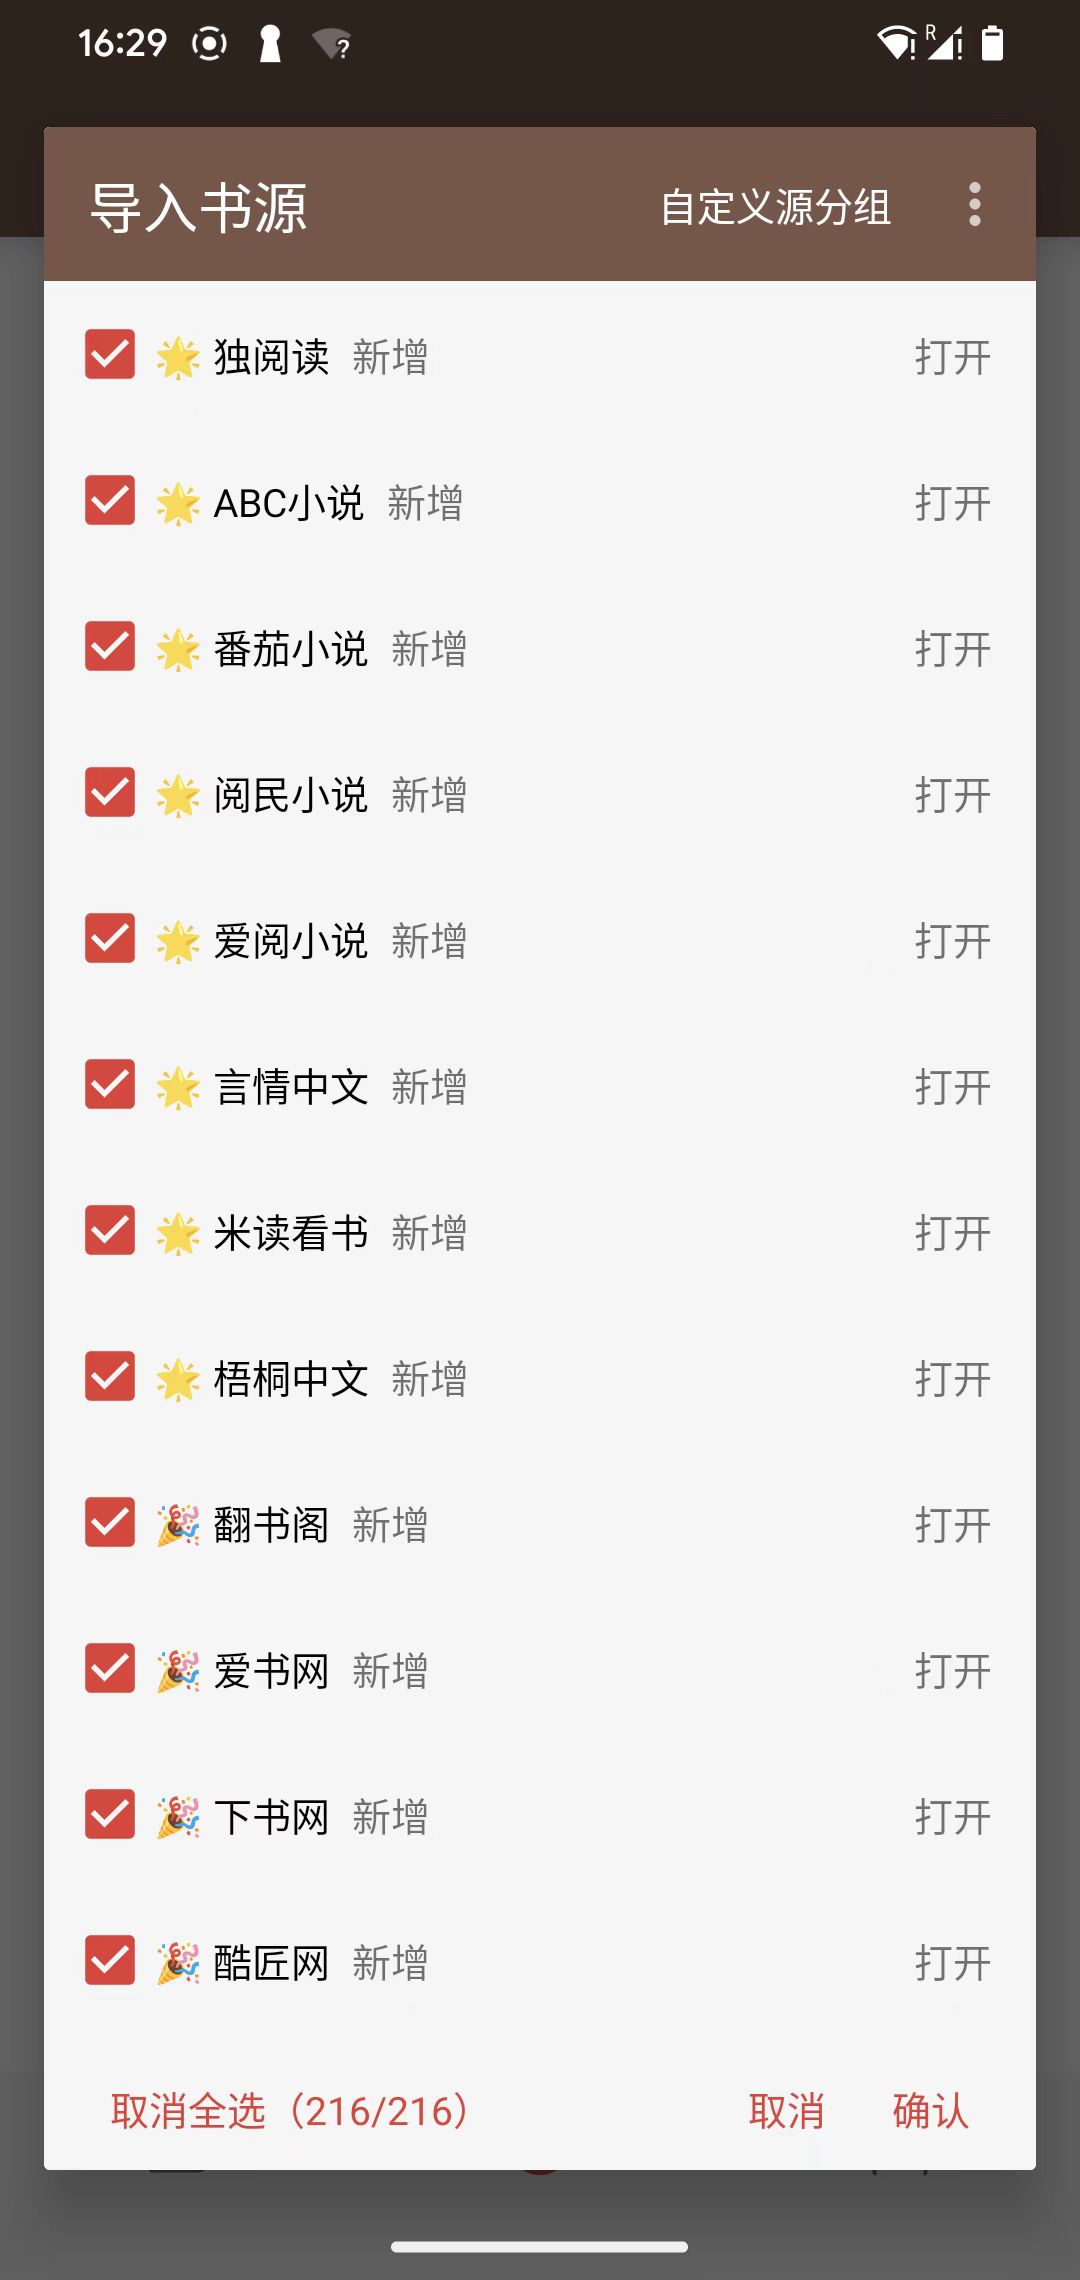 16:29
R
导入书源 自定义源分组
🌟 独阅读 新增 打开
🌟 ABC小说 新增 打开
🌟 番茄小说 新增 打开
🌟 阅民小说 新增 打开
🌟 爱阅小说 新增 打开
🌟 言情中文 新增 打开
🌟 米读看书 新增 打开
🌟 梧桐中文 新增 打开
🎉 翻书阁 新增 打开
🎉 爱书网 新增 打开
🎉 下书网 新增 打开
🎉 酷匠网 新增 打开
取消全选（216/216） 取消 确认